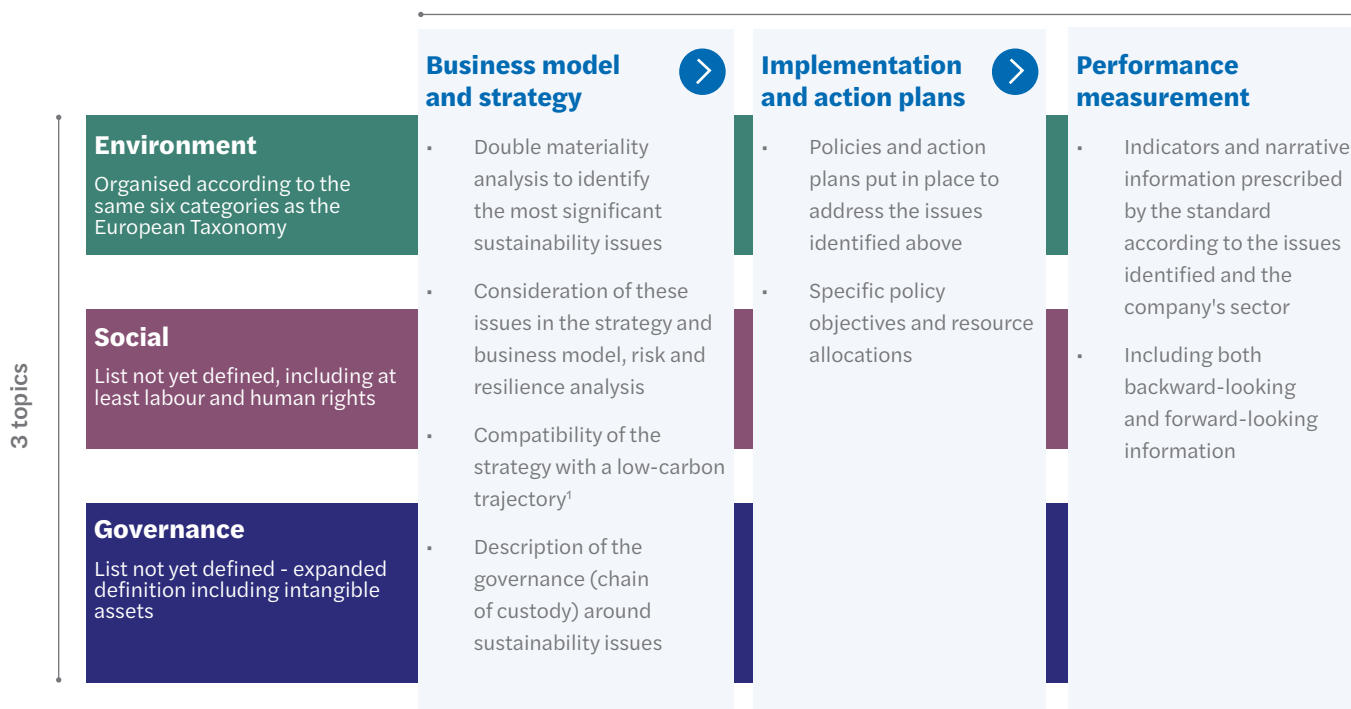 3 topics
Environment
Organised according to the
same six categories as the
European Taxonomy
Social
List not yet defined, including at
least labour and human rights
Governance
List not yet defined - expanded
definition including intangible
assets
Business model
and strategy
▪ Double materiality
analysis to identify
the most significant
sustainability issues
▪ Consideration of these
issues in the strategy and
business model, risk and
resilience analysis
▪ Compatibility of the
strategy with a low-carbon
trajectory¹
▪ Description of the
governance (chain
of custody) around
sustainability issues
Implementation
and action plans
▪ Policies and action
plans put in place to
address the issues
identified above
▪ Specific policy
objectives and resource
allocations
Performance
measurement
▪ Indicators and narrative
information prescribed
by the standard
according to the issues
identified and the
company's sector
▪ Including both
backward-looking
and forward-looking
information